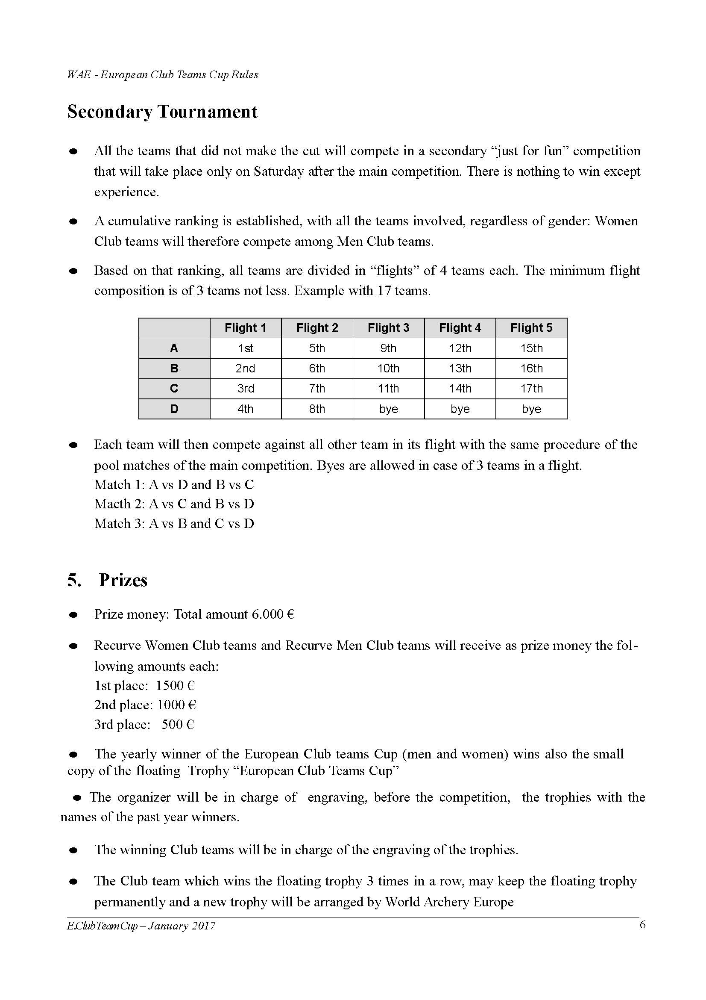 WAE - European Club Teams Cup Rules
Secondary Tournament
● All the teams that did not make the cut will compete in a secondary “just for fun” competition
that will take place only on Saturday after the main competition. There is nothing to win except
experience.
● A cumulative ranking is established, with all the teams involved, regardless of gender: Women
Club teams will therefore compete among Men Club teams.
● Based on that ranking, all teams are divided in “flights” of 4 teams each. The minimum flight
composition is of 3 teams not less. Example with 17 teams.
Flight 1 Flight 2 Flight 3 Flight 4 Flight 5
A 1st 5th 9th 12th 15th
B 2nd 6th 10th 13th 16th
C 3rd 7th 11th 14th 17th
D 4th 8th bye bye bye
● Each team will then compete against all other team in its flight with the same procedure of the
pool matches of the main competition. Byes are allowed in case of 3 teams in a flight.
Match 1: A vs D and B vs C
Macth 2: A vs C and B vs D
Match 3: A vs B and C vs D
5. Prizes
● Prize money: Total amount 6.000 €
● Recurve Women Club teams and Recurve Men Club teams will receive as prize money the fol-
lowing amounts each:
1st place: 1500 €
2nd place: 1000 €
3rd place: 500 €
● The yearly winner of the European Club teams Cup (men and women) wins also the small
copy of the floating Trophy “European Club Teams Cup”
● The organizer will be in charge of engraving, before the competition, the trophies with the
names of the past year winners.
● The winning Club teams will be in charge of the engraving of the trophies.
● The Club team which wins the floating trophy 3 times in a row, may keep the floating trophy
permanently and a new trophy will be arranged by World Archery Europe
E.ClubTeamCup – January 2017 6